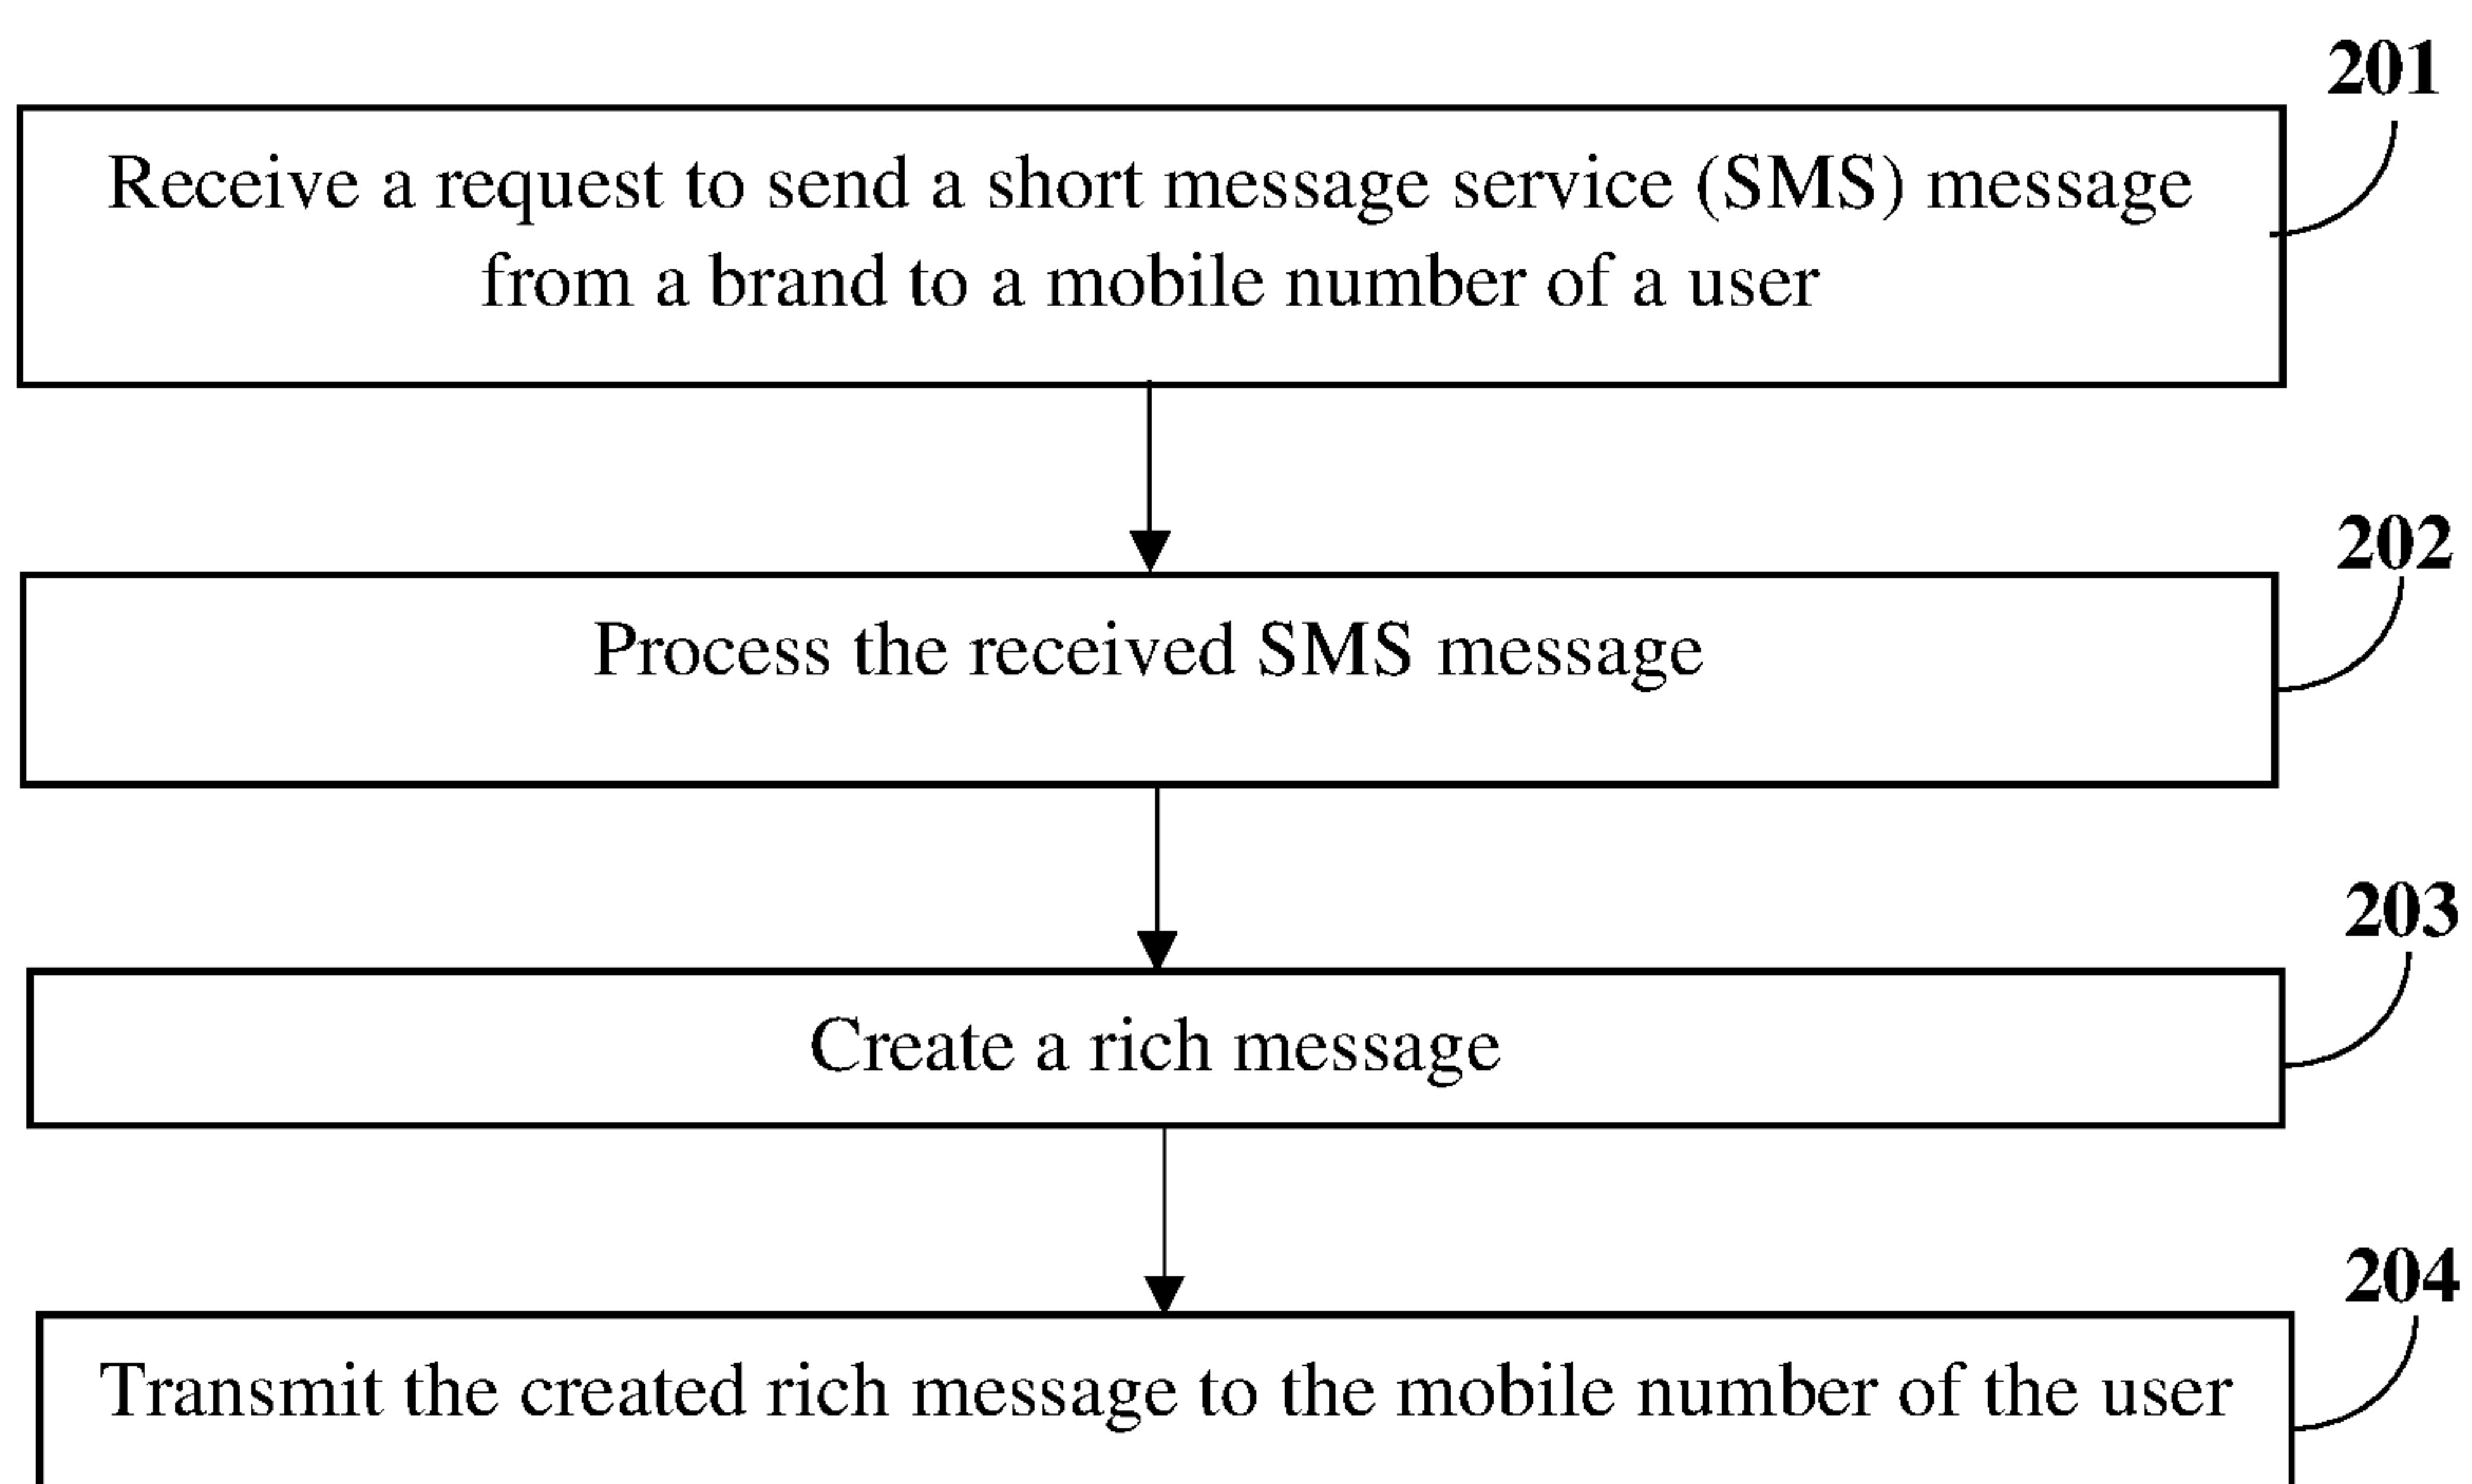 201
Receive a request to send a short message service (SMS) message
from a brand to a mobile number of a user
202
Process the received SMS message
203
Create a rich message
204
Transmit the created rich message to the mobile number of the user